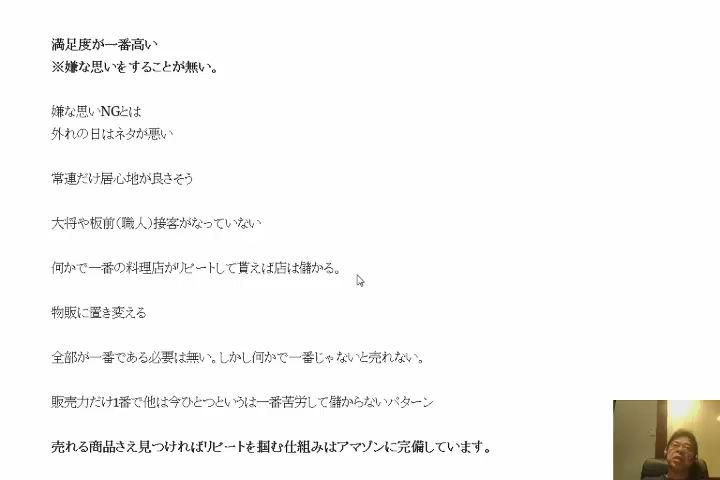 満足度が一番高い
※嫌な思いをすることが無い。
嫌な思いNGとは
外れの日はネタが悪い
常連だけ居心地が良さそう
大将や板前（職人）接客がなっていない
何かで一番の料理店がリピートして貰えば店は儲かる。
物販に置き変える
全部が一番である必要は無い。しかし何かで一番じゃないと売れない。
販売力だけ1番で他は今ひとつというは一番苦労して儲からないパターン
売れる商品さえ見つければリピートを掴む仕組みはアマゾンに完備しています。